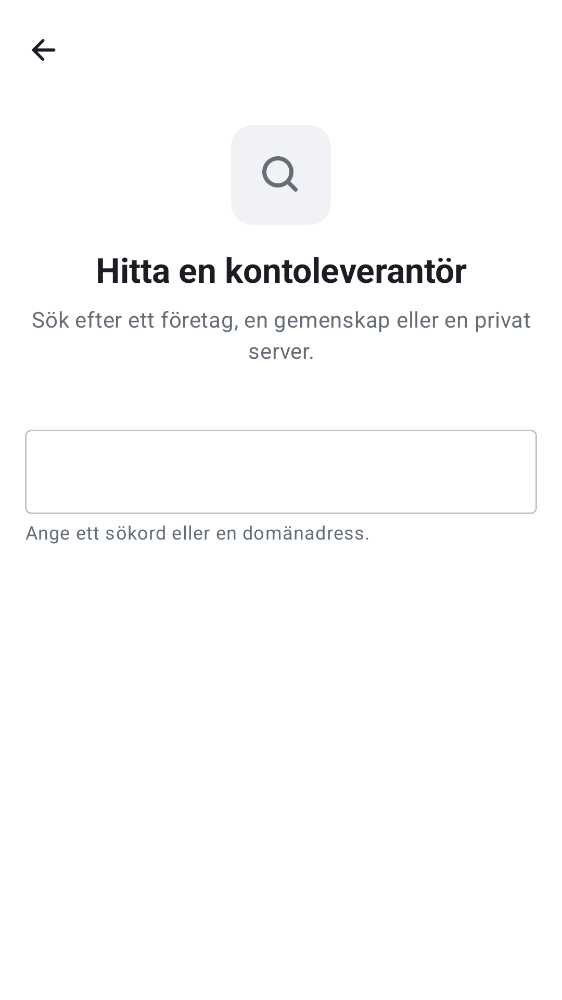 Hitta en kontoleverantör
Sök efter ett företag, en gemenskap eller en privat
server.
Ange ett sökord eller en domänadress.